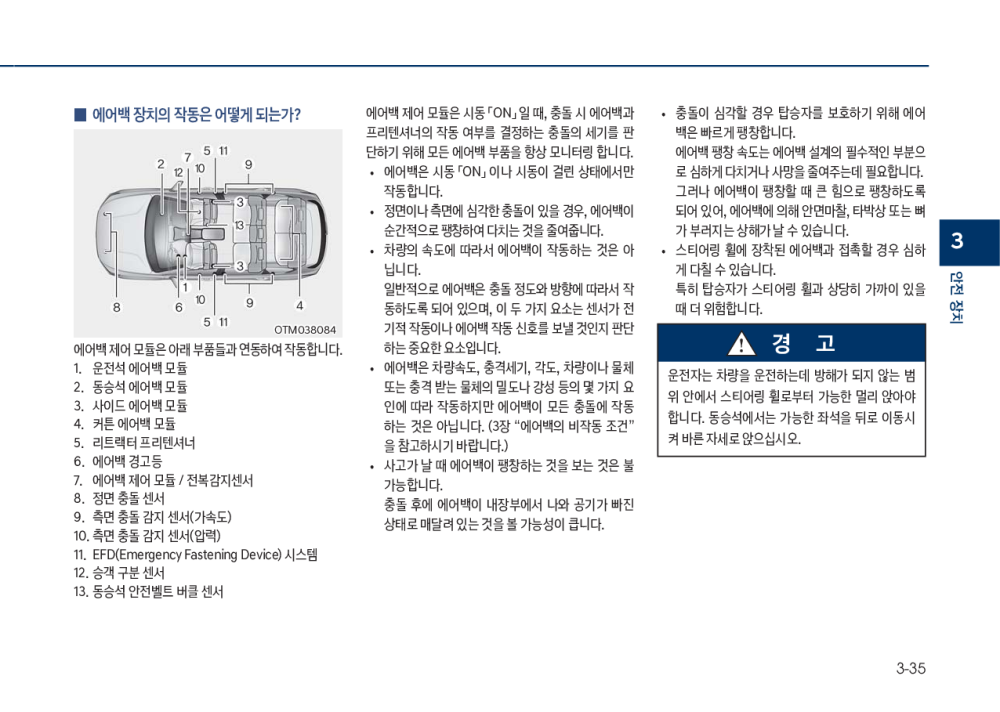 ■ 에어백 장치의 작동은 어떻게 되는가?
5 11
7
2
12
10
9
3
13
3
1
8
6
10
9
4
5 11
OTM038084
에어백 제어 모듈은 아래 부품들과 연동하여 작동합니다.
1. 운전석 에어백 모듈
2. 동승석 에어백 모듈
3. 사이드 에어백 모듈
4. 커튼 에어백 모듈
5. 리트랙터 프리텐셔너
6. 에어백 경고등
7. 에어백 제어 모듈 / 전복감지센서
8. 정면 충돌 센서
9. 측면 충돌 감지 센서(가속도)
10. 측면 충돌 감지 센서(압력)
11. EFD(Emergency Fastening Device) 시스템
12. 승객 구분 센서
13. 동승석 안전벨트 버클 센서
에어백 제어 모듈은 시동 「ON」일 때, 충돌 시 에어백과
프리텐셔너의 작동 여부를 결정하는 충돌의 세기를 판
단하기 위해 모든 에어백 부품을 항상 모니터링 합니다.
• 에어백은 시동 「ON」 이나 시동이 걸린 상태에서만
작동합니다.
• 정면이나 측면에 심각한 충돌이 있을 경우, 에어백이
순간적으로 팽창하여 다치는 것을 줄여줍니다.
• 차량의 속도에 따라서 에어백이 작동하는 것은 아
닙니다.
일반적으로 에어백은 충돌 정도와 방향에 따라서 작
동하도록 되어 있으며, 이 두 가지 요소는 센서가 전
기적 작동이나 에어백 작동 신호를 보낼 것인지 판단
하는 중요한 요소입니다.
• 에어백은 차량속도, 충격세기, 각도, 차량이나 물체
또는 충격 받는 물체의 밀도나 강성 등의 몇 가지 요
인에 따라 작동하지만 에어백이 모든 충돌에 작동
하는 것은 아닙니다. (3장 “에어백의 비작동 조건”
을 참고하시기 바랍니다.)
• 사고가 날 때 에어백이 팽창하는 것을 보는 것은 불
가능합니다.
충돌 후에 에어백이 내장부에서 나와 공기가 빠진
상태로 매달려 있는 것을 볼 가능성이 큽니다.
• 충돌이 심각할 경우 탑승자를 보호하기 위해 에어
백은 빠르게 팽창합니다.
에어백 팽창 속도는 에어백 설계의 필수적인 부분으
로 심하게 다치거나 사망을 줄여주는데 필요합니다.
그러나 에어백이 팽창할 때 큰 힘으로 팽창하도록
되어 있어, 에어백에 의해 안면마찰, 타박상 또는 뼈
가 부러지는 상해가 날 수 있습니다.
• 스티어링 휠에 장착된 에어백과 접촉할 경우 심하
게 다칠 수 있습니다.
특히 탑승자가 스티어링 휠과 상당히 가까이 있을
때 더 위험합니다.
경 고
운전자는 차량을 운전하는데 방해가 되지 않는 범
위 안에서 스티어링 휠로부터 가능한 멀리 앉아야
합니다. 동승석에서는 가능한 좌석을 뒤로 이동시
켜 바른 자세로 앉으십시오.
3
안전 장치
3-35